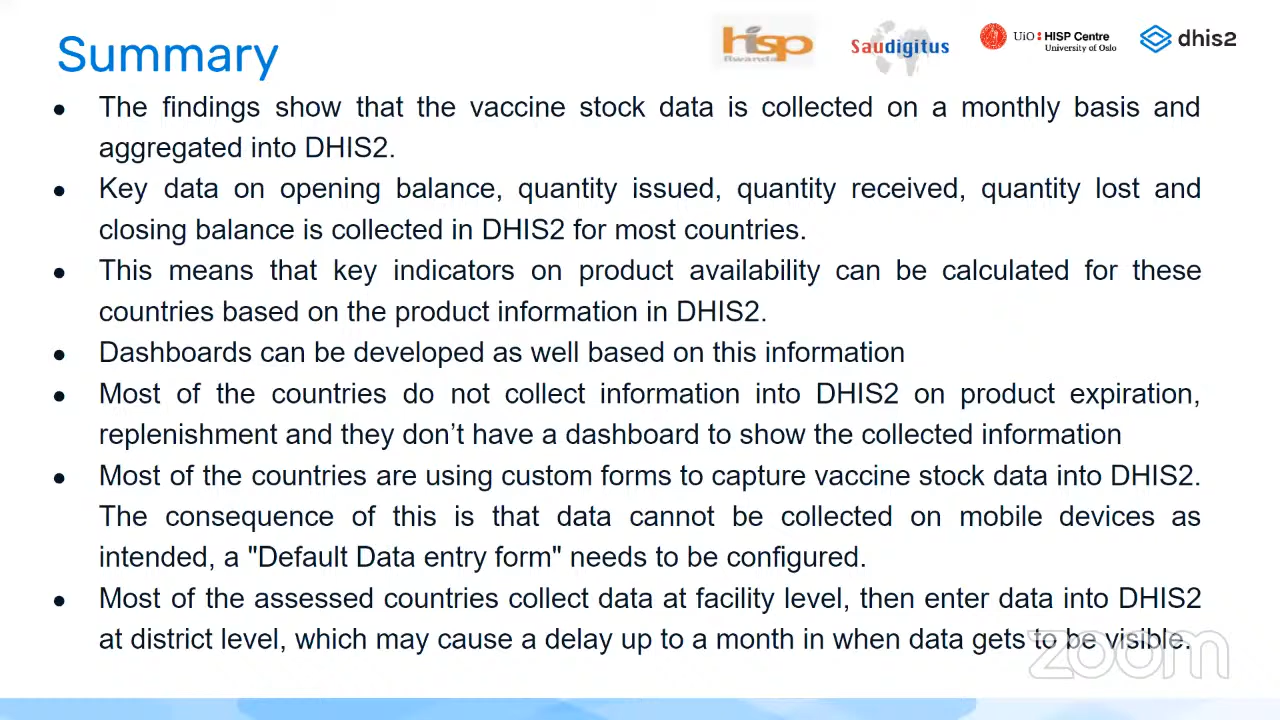 Summary
hisp
Rwanda
Saudigitus
UiO HISP Centre
University of Oslo
dhis2
● The findings show that the vaccine stock data is collected on a monthly basis and
aggregated into DHIS2.
● Key data on opening balance, quantity issued, quantity received, quantity lost and
closing balance is collected in DHIS2 for most countries.
● This means that key indicators on product availability can be calculated for these
countries based on the product information in DHIS2.
● Dashboards can be developed as well based on this information
● Most of the countries do not collect information into DHIS2 on product expiration,
replenishment and they don’t have a dashboard to show the collected information
● Most of the countries are using custom forms to capture vaccine stock data into DHIS2.
The consequence of this is that data cannot be collected on mobile devices as
intended, a "Default Data entry form" needs to be configured.
● Most of the assessed countries collect data at facility level, then enter data into DHIS2
at district level, which may cause a delay up to a month in when data gets to be visible.
zoom